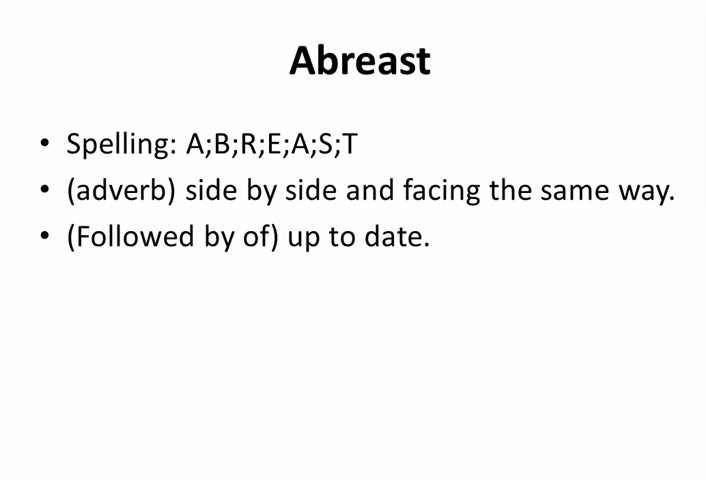 Abreast
• Spelling: A;B;R;E;A;S;T
• (adverb) side by side and facing the same way.
• (Followed by of) up to date.